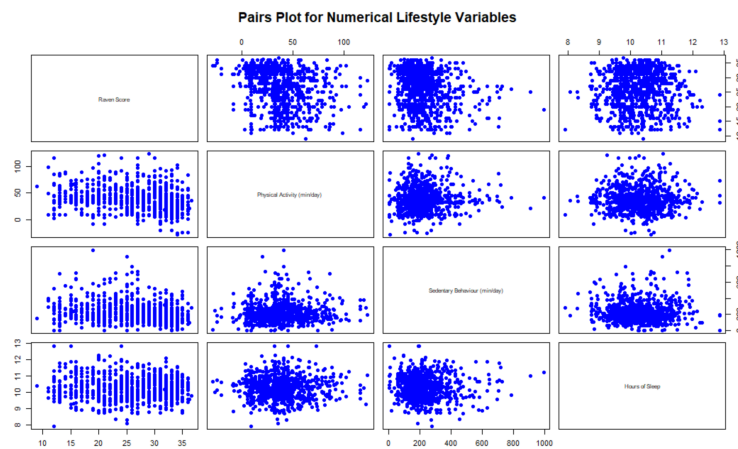 Pairs Plot for Numerical Lifestyle Variables
0 50 100
8 9 10 11 12 13
Raven Score
0 50 100
Physical Activity (min/day)
Sedentary Behaviour (min/day)
8 9 10 11 12 13
Hours of Sleep
10 15 20 25 30 35
0 200 400 600 800 1000